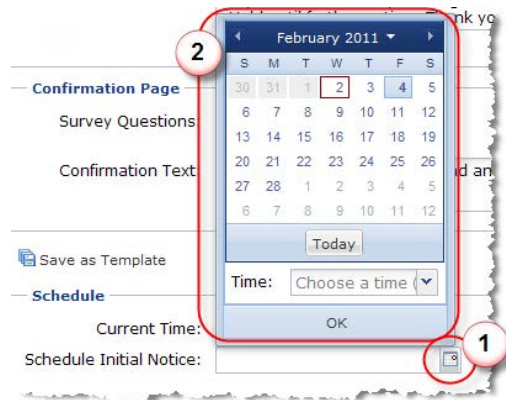 nk yo
2
February 2011
S M T W T F S
30 31 1 2 3 4 5
6 7 8 9 10 11 12
13 14 15 16 17 18 19
20 21 22 23 24 25 26
27 28 1 2 3 4 5
6 7 8 9 10 11 12
Today
Time: Choose a time (
OK
Confirmation Page
Survey Questions:
Confirmation Text
d an
Save as Template
Schedule
Current Time:
Schedule Initial Notice:
1